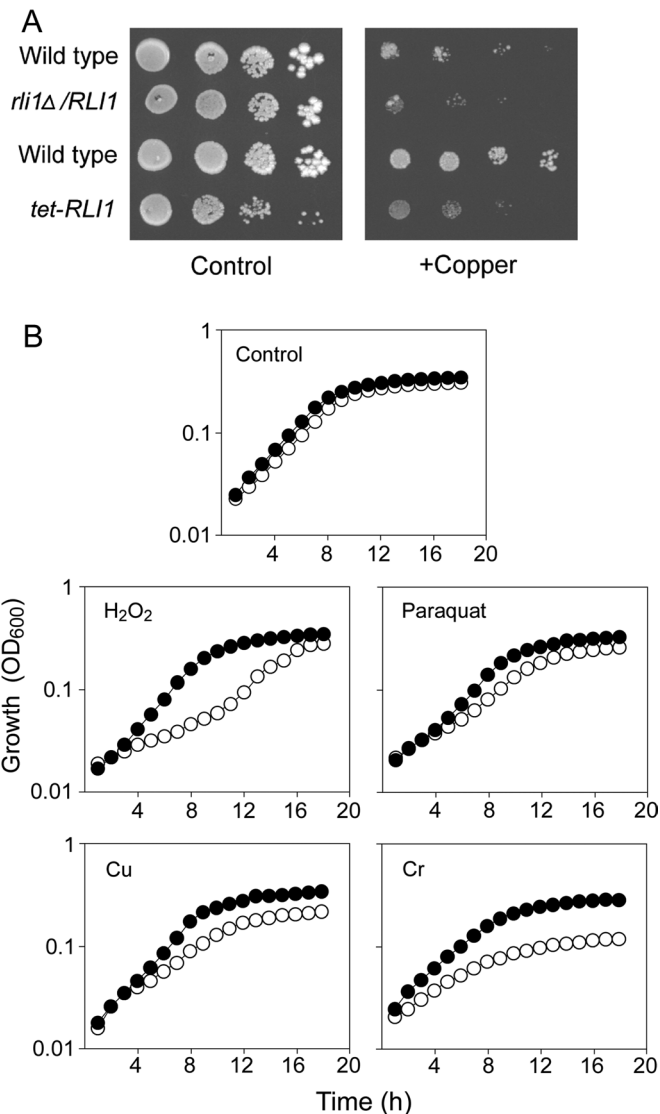 A
Wild type
rli1Δ/RLI1
Wild type
tet-RLI1
Control
+Copper
B
Control
1
0.1
0.01
4 8 12 16 20
H₂O₂
1
0.1
0.01
4 8 12 16 20
Paraquat
4 8 12 16 20
Growth (OD₆₀₀)
Cu
1
0.1
0.01
4 8 12 16 20
Cr
4 8 12 16 20
Time (h)